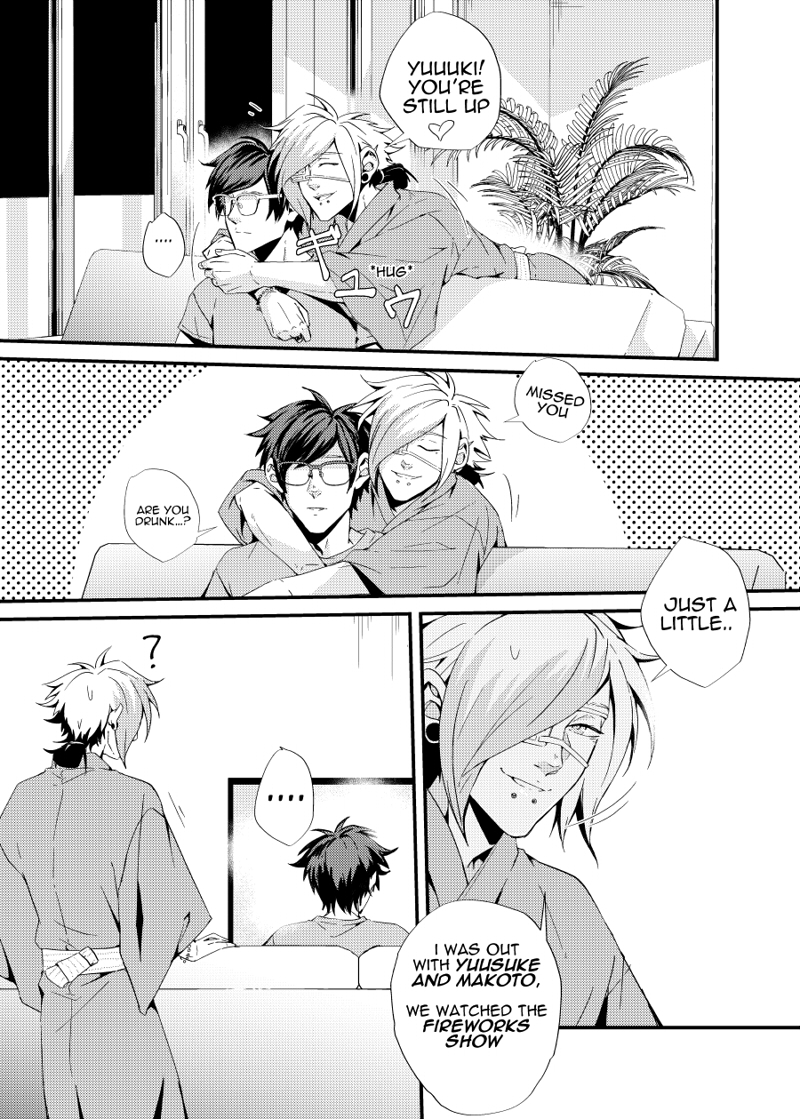 YUUUKI!
YOU'RE
STILL UP
♡
....
ギュウ
*HUG*
MISSED
YOU
ARE YOU
DRUNK...?
JUST A
LITTLE..
?
....
I WAS OUT
WITH YUUSUKE
AND MAKOTO,
WE WATCHED THE
FIREWORKS
SHOW